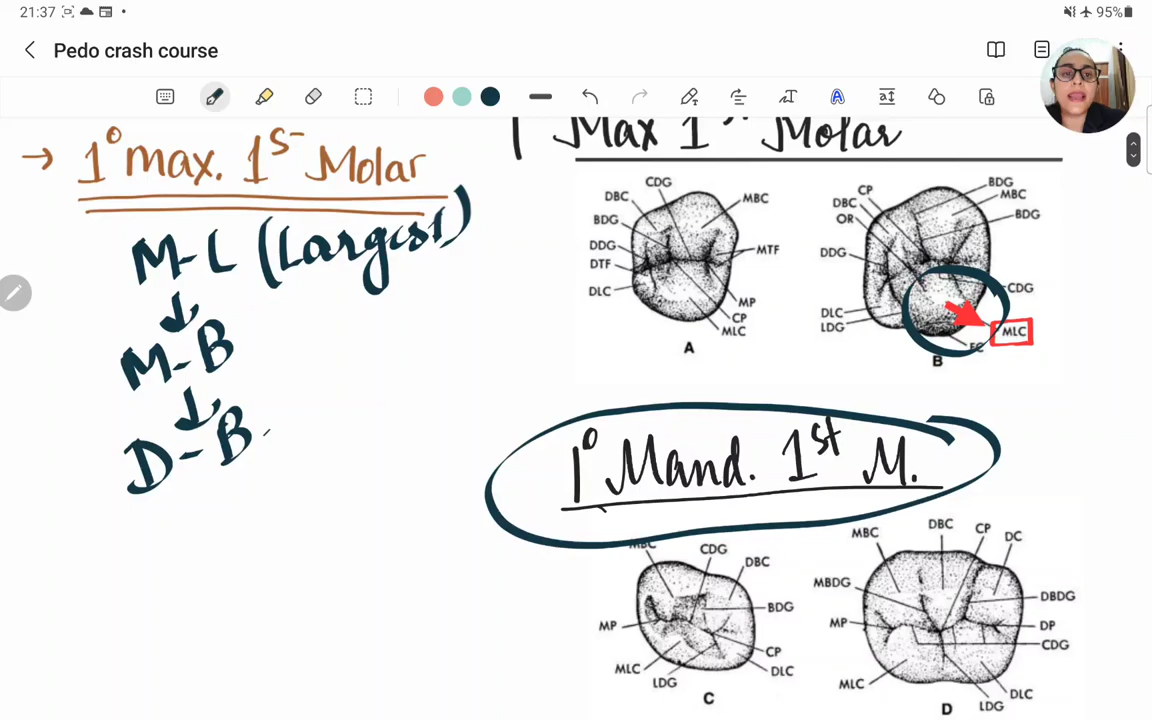 21:37
95%
Pedo crash course
→ 1° max. 1st Molar
M-L (Largest)
↓
M-B
↓
D-B
1° Max 1st Molar
CDG
DBC
MBC
BDG
DDG
MTF
DTF
DLC
MP
CP
MLC
A
CP
BDG
DBC
MBC
OR
BDG
DDG
CDG
DLC
LDG
MLC
FC
B
1° Mand. 1st M.
MBC
CDG
DBC
BDG
MP
CP
MLC
DLC
LDG
C
DBC
CP
MBC
DC
MBDG
DBDG
MP
DP
CDG
MLC
DLC
LDG
D